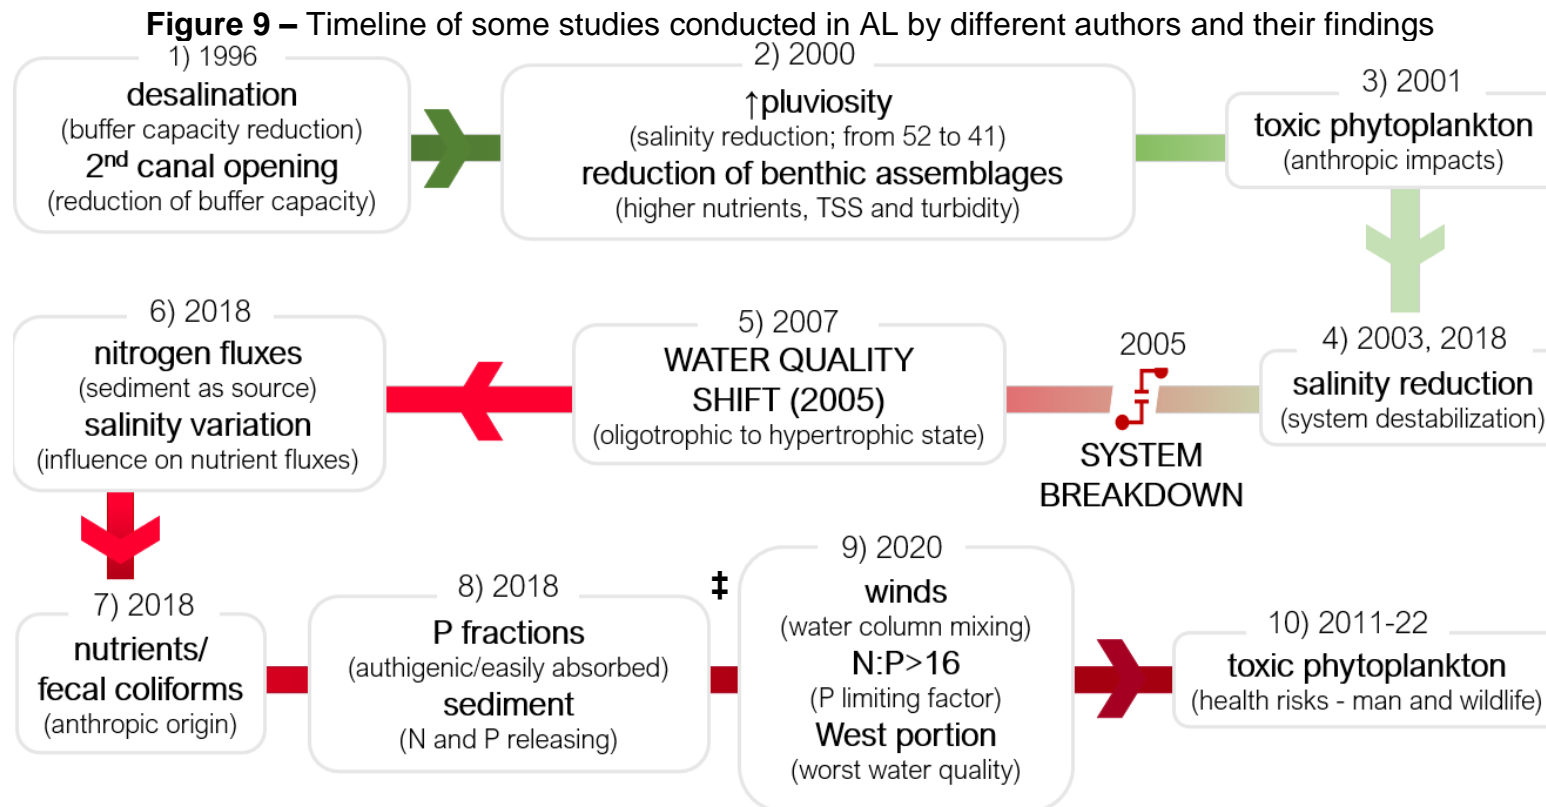 Figure 9 – Timeline of some studies conducted in AL by different authors and their findings
1) 1996
desalination
(buffer capacity reduction)
2nd canal opening
(reduction of buffer capacity)
2) 2000
↑pluviosity
(salinity reduction; from 52 to 41)
reduction of benthic assemblages
(higher nutrients, TSS and turbidity)
3) 2001
toxic phytoplankton
(anthropic impacts)
4) 2003, 2018
salinity reduction
(system destabilization)
2005
SYSTEM
BREAKDOWN
5) 2007
WATER QUALITY
SHIFT (2005)
(oligotrophic to hypertrophic state)
6) 2018
nitrogen fluxes
(sediment as source)
salinity variation
(influence on nutrient fluxes)
7) 2018
nutrients/
fecal coliforms
(anthropic origin)
8) 2018
P fractions
(authigenic/easily absorbed)
sediment
(N and P releasing)
‡
9) 2020
winds
(water column mixing)
N:P>16
(P limiting factor)
West portion
(worst water quality)
10) 2011-22
toxic phytoplankton
(health risks - man and wildlife)